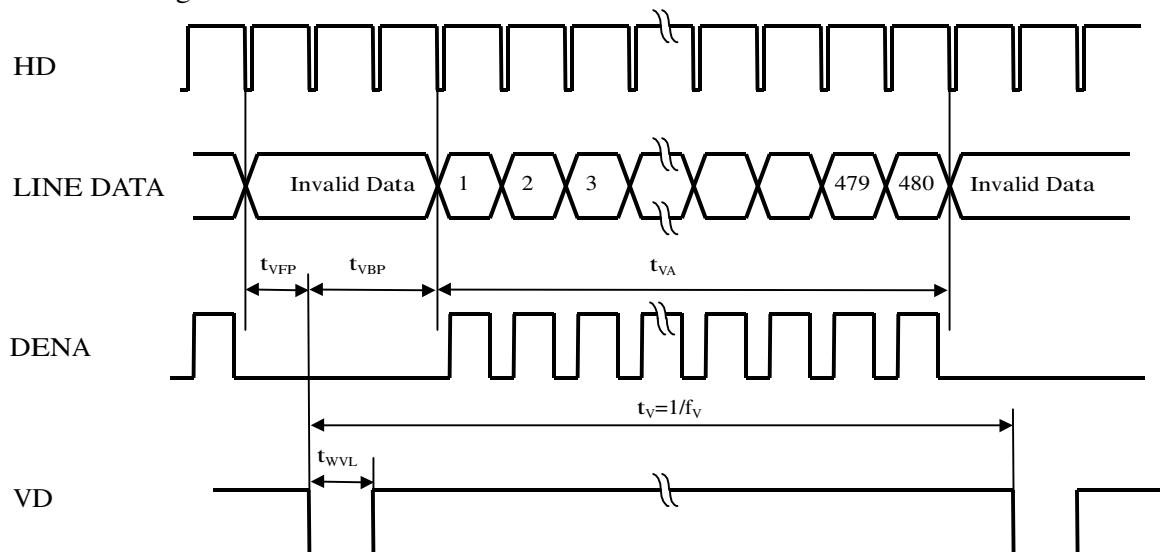 HD
LINE DATA
Invalid Data
1
2
3
479
480
Invalid Data
tVFP
tVBP
tVA
DENA
tV=1/fV
tWVL
VD